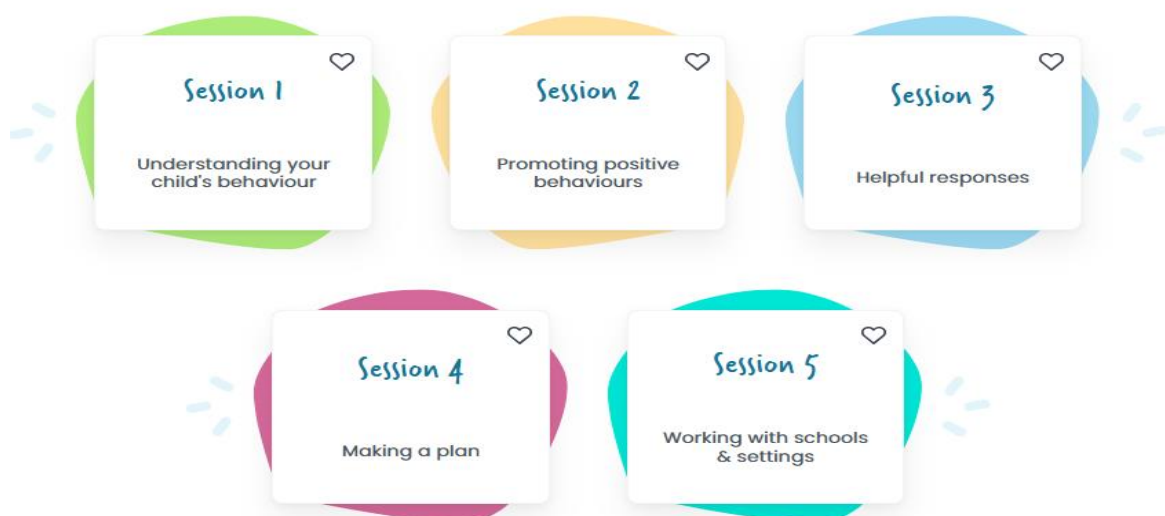 Session 1
Understanding your
child's behaviour
Session 2
Promoting positive
behaviours
Session 3
Helpful responses
Session 4
Making a plan
Session 5
Working with schools
& settings